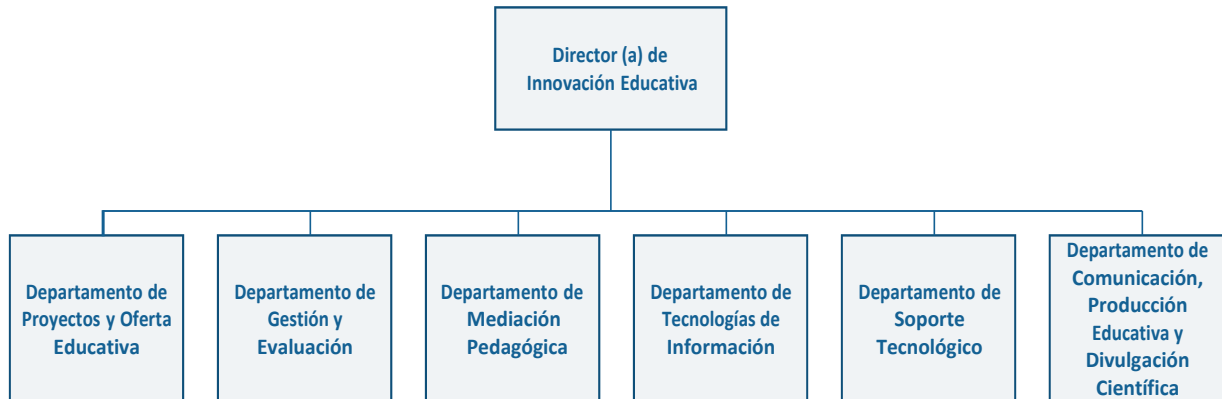 Director (a) de
Innovación Educativa
Departamento de
Proyectos y Oferta
Educativa
Departamento de
Gestión y
Evaluación
Departamento de
Mediación
Pedagógica
Departamento de
Tecnologías de
Información
Departamento de
Soporte
Tecnológico
Departamento de
Comunicación,
Producción
Educativa y
Divulgación
Científica